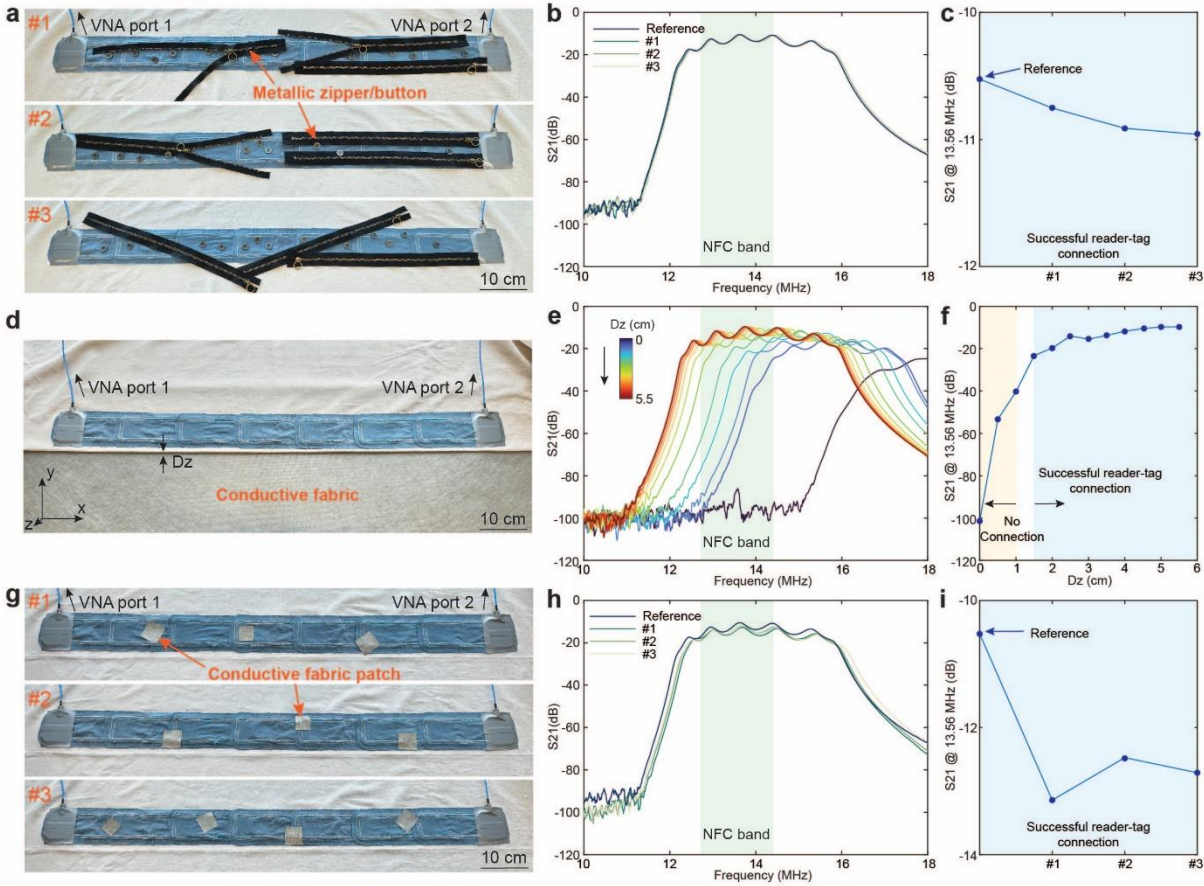 a
#1
VNA port 1
VNA port 2
Metallic zipper/button
#2
#3
10 cm
b
0
-20
-40
-60
-80
-100
-120
S21(dB)
Reference
#1
#2
#3
NFC band
10
12
14
16
18
Frequency (MHz)
c
-10
-11
-12
S21 @ 13.56 MHz (dB)
Reference
Successful reader-tag
connection
#1
#2
#3
d
VNA port 1
VNA port 2
Dz
y
z
x
Conductive fabric
10 cm
e
0
-20
-40
-60
-80
-100
-120
S21(dB)
Dz (cm)
0
5.5
NFC band
10
12
14
16
18
Frequency (MHz)
f
0
-20
-40
-60
-80
-100
-120
S21 @ 13.56 MHz (dB)
Successful reader-tag
connection
No
Connection
0
1
2
3
4
5
6
Dz (cm)
g
#1
VNA port 1
VNA port 2
Conductive fabric patch
#2
#3
10 cm
h
0
-20
-40
-60
-80
-100
-120
S21(dB)
Reference
#1
#2
#3
NFC band
10
12
14
16
18
Frequency (MHz)
i
-10
-12
-14
S21 @ 13.56 MHz (dB)
Reference
Successful reader-tag
connection
#1
#2
#3